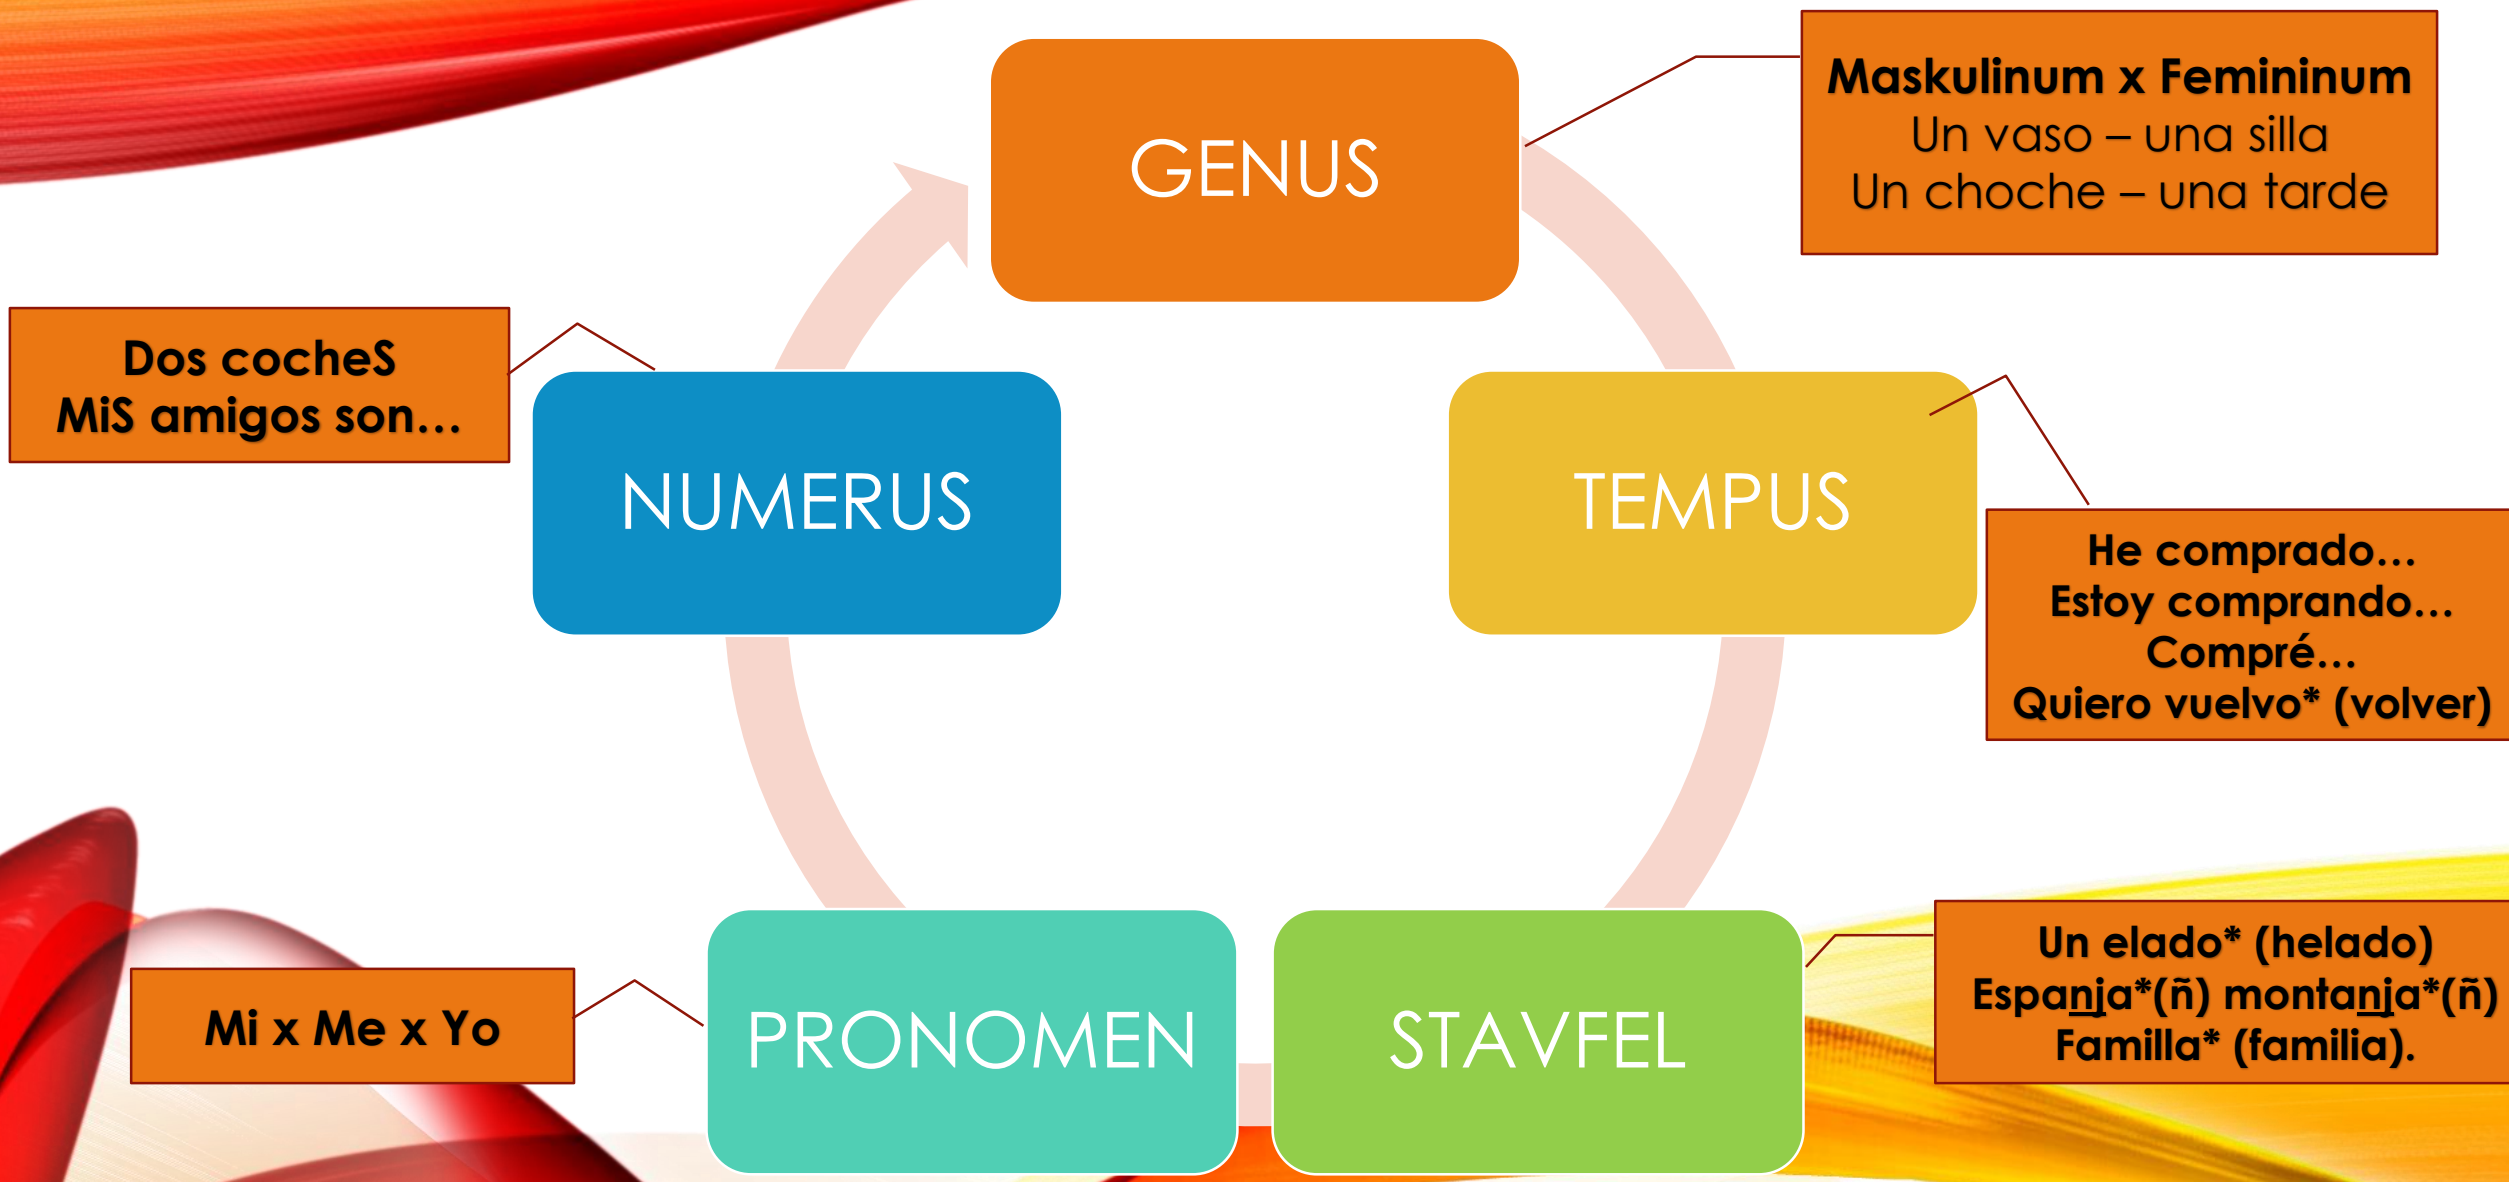 GENUS
Maskulinum x Femininum
Un vaso – una silla
Un choche – una tarde
TEMPUS
He comprado...
Estoy comprando...
Compré...
Quiero vuelvo* (volver)
STAVFEL
Un elado* (helado)
Espanja*(ñ) montanja*(ñ)
Familla* (familia).
PRONOMEN
Mi x Me x Yo
NUMERUS
Dos cocheS
MiS amigos son...